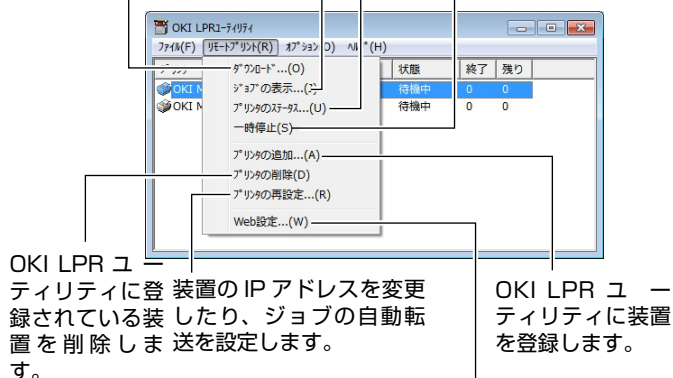 OKI LPRユーティリティ
ファイル(F) リモートプリント(R) オプション(O) ヘルプ(H)
プリンタ 状態 終了 残り
OKI M 待機中 0 0
OKI M 待機中 0 0
ダウンロード...(O)
ジョブの表示...(J)
プリンタのステータス...(U)
一時停止(S)
プリンタの追加...(A)
プリンタの削除(D)
プリンタの再設定...(R)
Web設定...(W)
OKI LPR ユー
ティリティに登
録されている装
置を削除しま
す。
装置の IP アドレスを変更
したり、ジョブの自動転
送を設定します。
OKI LPR ユー
ティリティに装置
を登録します。